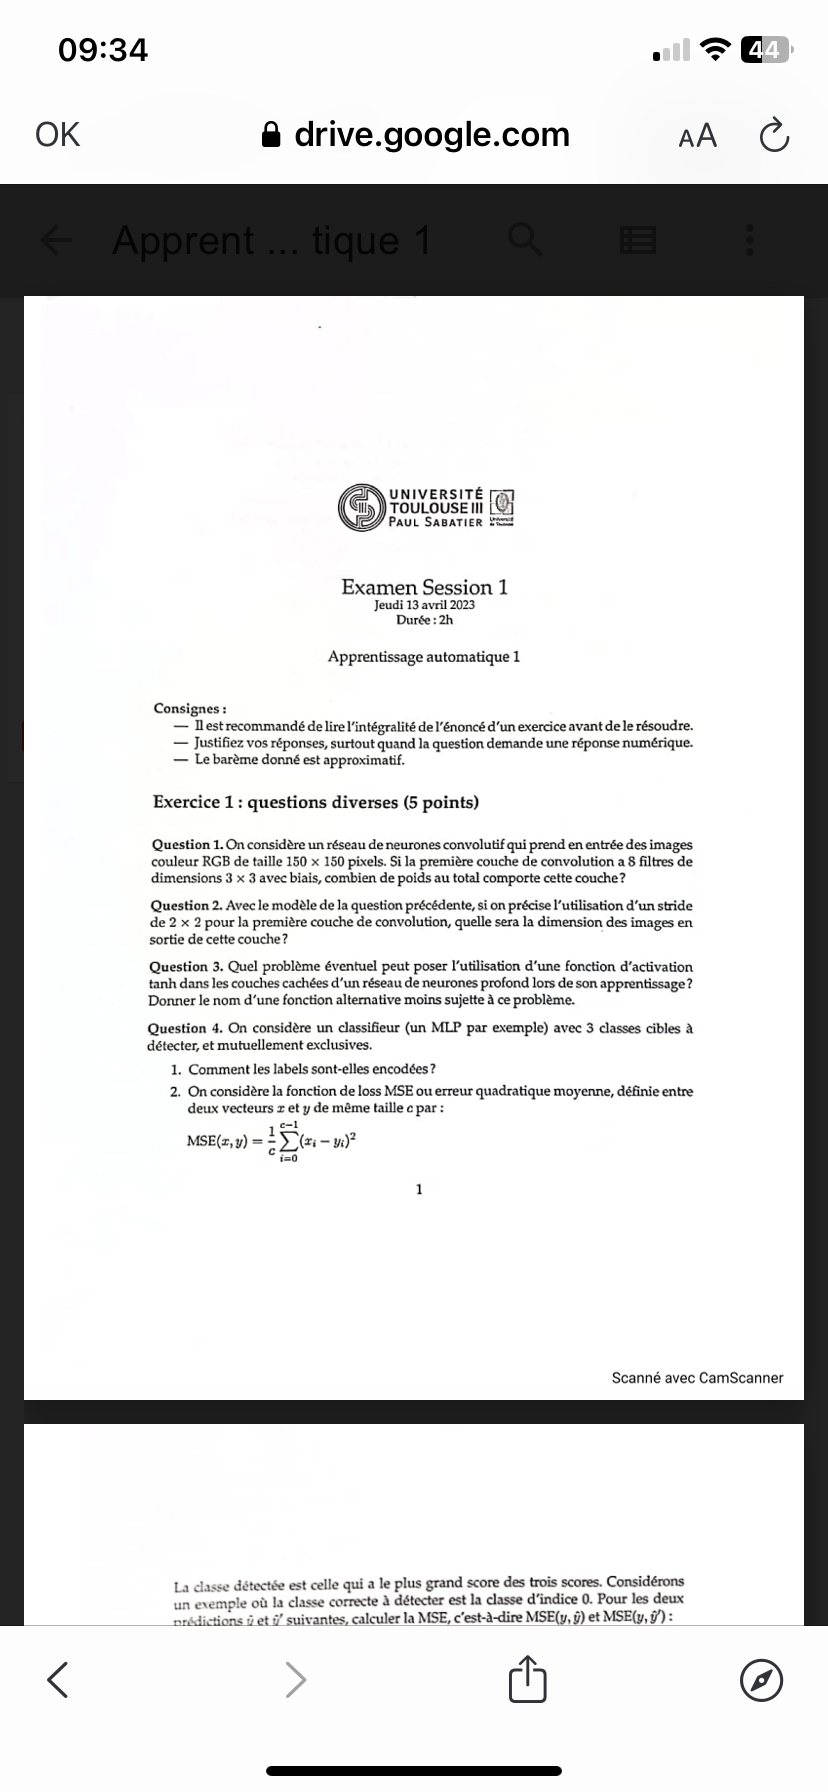 09:34
44
OK
drive.google.com
AA
Apprent ... tique 1
UNIVERSITÉ
TOULOUSE III
PAUL SABATIER
Université
de Toulouse
Examen Session 1
Jeudi 13 avril 2023
Durée : 2h
Apprentissage automatique 1
Consignes :
— Il est recommandé de lire l'intégralité de l'énoncé d'un exercice avant de le résoudre.
— Justifiez vos réponses, surtout quand la question demande une réponse numérique.
— Le barème donné est approximatif.
Exercice 1 : questions diverses (5 points)
Question 1. On considère un réseau de neurones convolutif qui prend en entrée des images
couleur RGB de taille 150 × 150 pixels. Si la première couche de convolution a 8 filtres de
dimensions 3 × 3 avec biais, combien de poids au total comporte cette couche ?
Question 2. Avec le modèle de la question précédente, si on précise l'utilisation d'un stride
de 2 × 2 pour la première couche de convolution, quelle sera la dimension des images en
sortie de cette couche ?
Question 3. Quel problème éventuel peut poser l'utilisation d'une fonction d'activation
tanh dans les couches cachées d'un réseau de neurones profond lors de son apprentissage ?
Donner le nom d'une fonction alternative moins sujette à ce problème.
Question 4. On considère un classifieur (un MLP par exemple) avec 3 classes cibles à
détecter, et mutuellement exclusives.
1. Comment les labels sont-elles encodées ?
2. On considère la fonction de loss MSE ou erreur quadratique moyenne, définie entre
deux vecteurs x et y de même taille c par :
MSE(x, y) = 1/c ∑_{i=0}^{c−1} (x_i − y_i)²
1
Scanné avec CamScanner
La classe détectée est celle qui a le plus grand score des trois scores. Considérons
un exemple où la classe correcte à détecter est la classe d'indice 0. Pour les deux
prédictions ŷ et ŷ′ suivantes, calculer la MSE, c'est-à-dire MSE(y, ŷ) et MSE(y, ŷ′) :